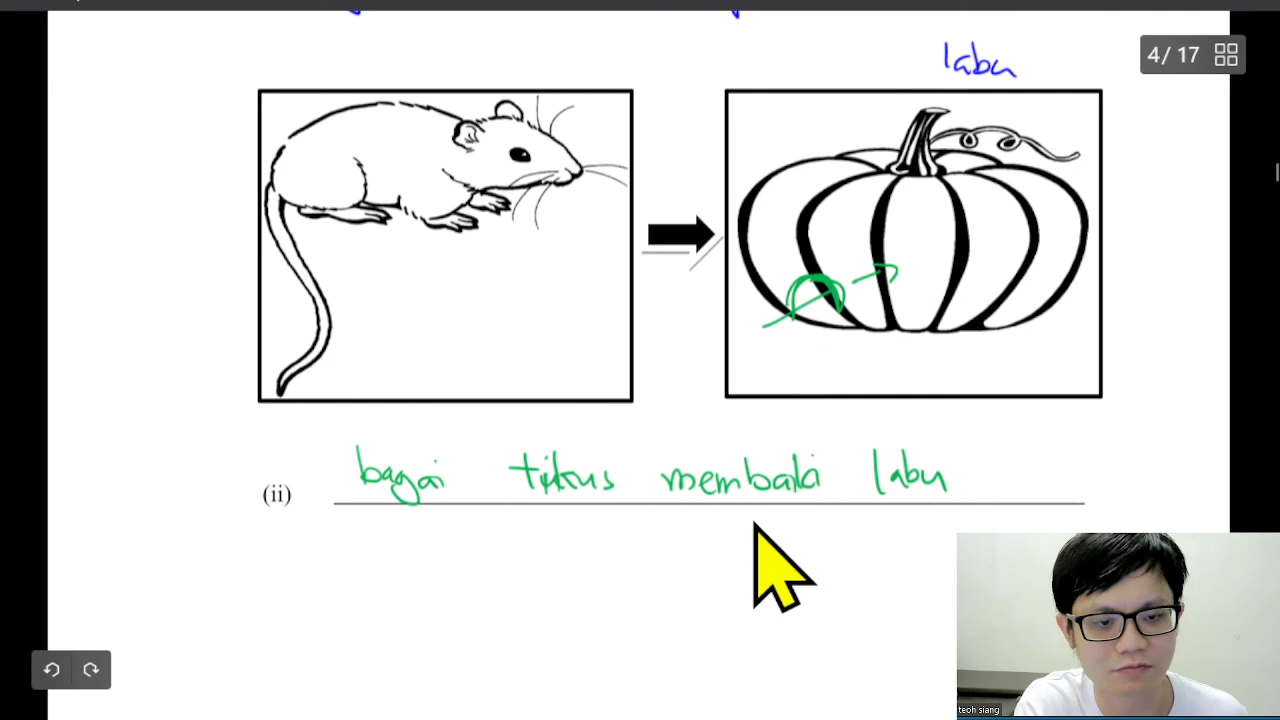 4/ 17
labu
bagai tikus membaiki labu
(ii)
teoh siang